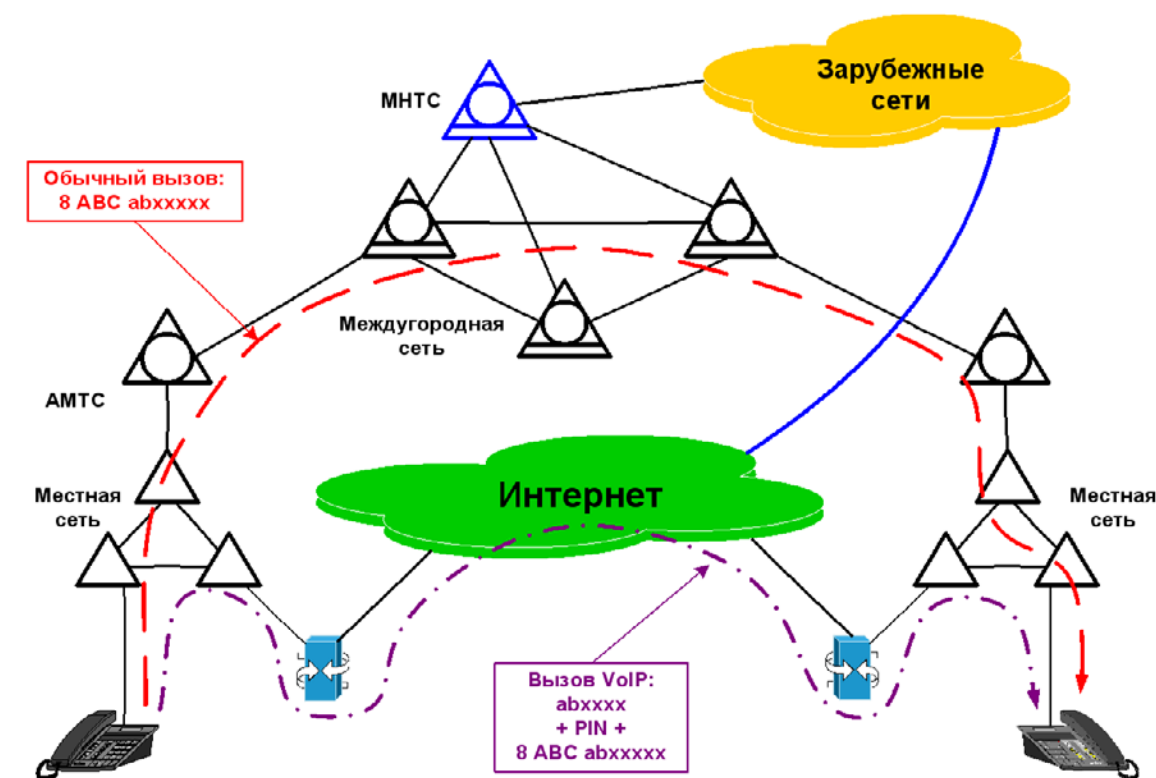 Зарубежные
сети
МНТС
Обычный вызов:
8 ABC abxxxxx
Междугородная
сеть
АМТС
Интернет
Местная
сеть
Местная
сеть
Вызов VoIP:
abxxxx
+ PIN +
8 ABC abxxxxx